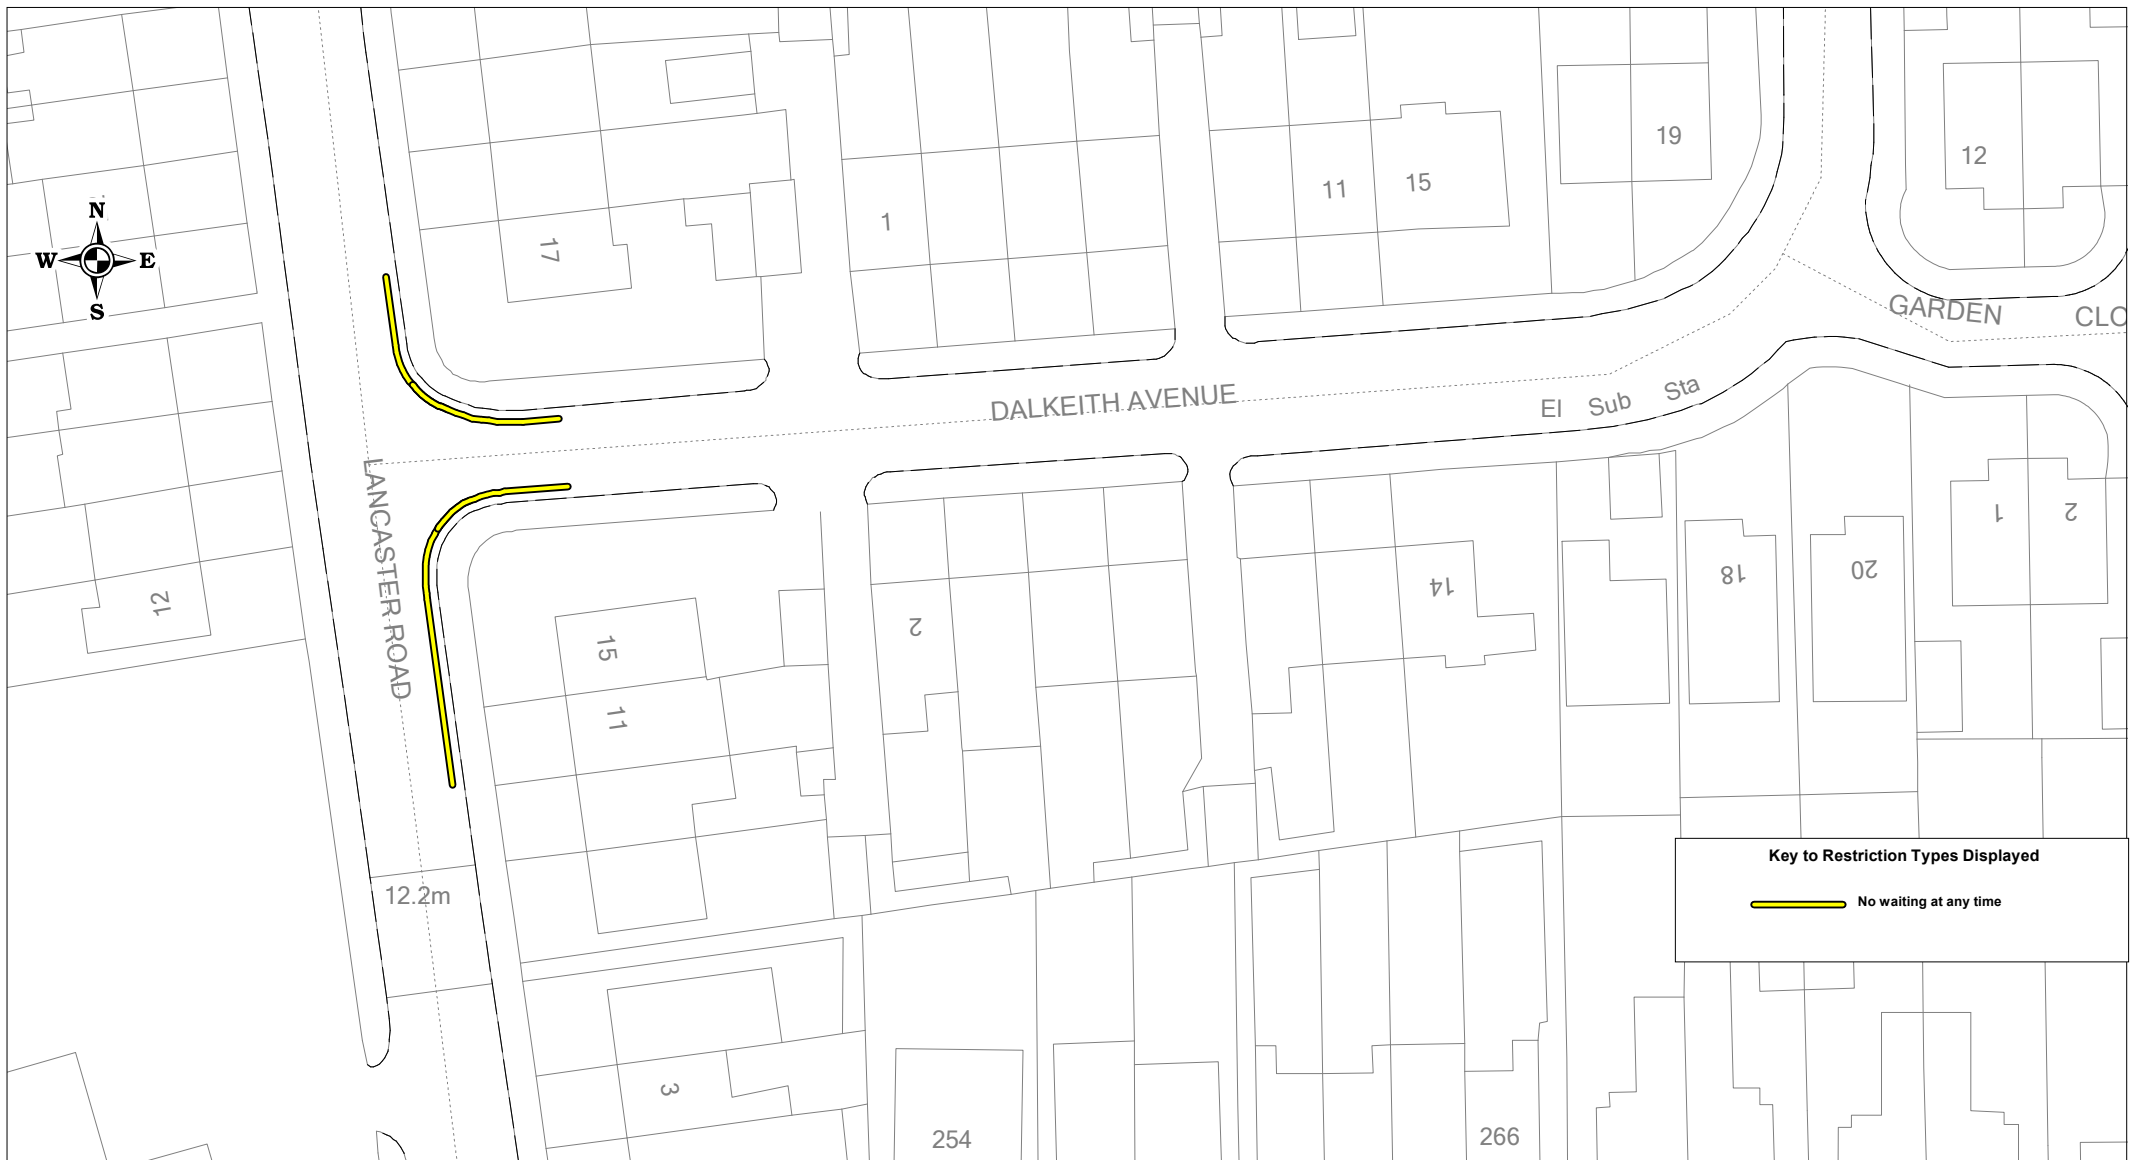 19
12
11
15
1
N
W E
S
17
GARDEN CLO
DALKEITH AVENUE
El Sub Sta
LANCASTER ROAD
1
2
14
18
20
12
2
15
11
Key to Restriction Types Displayed
12.2m
No waiting at any time
3
254
266